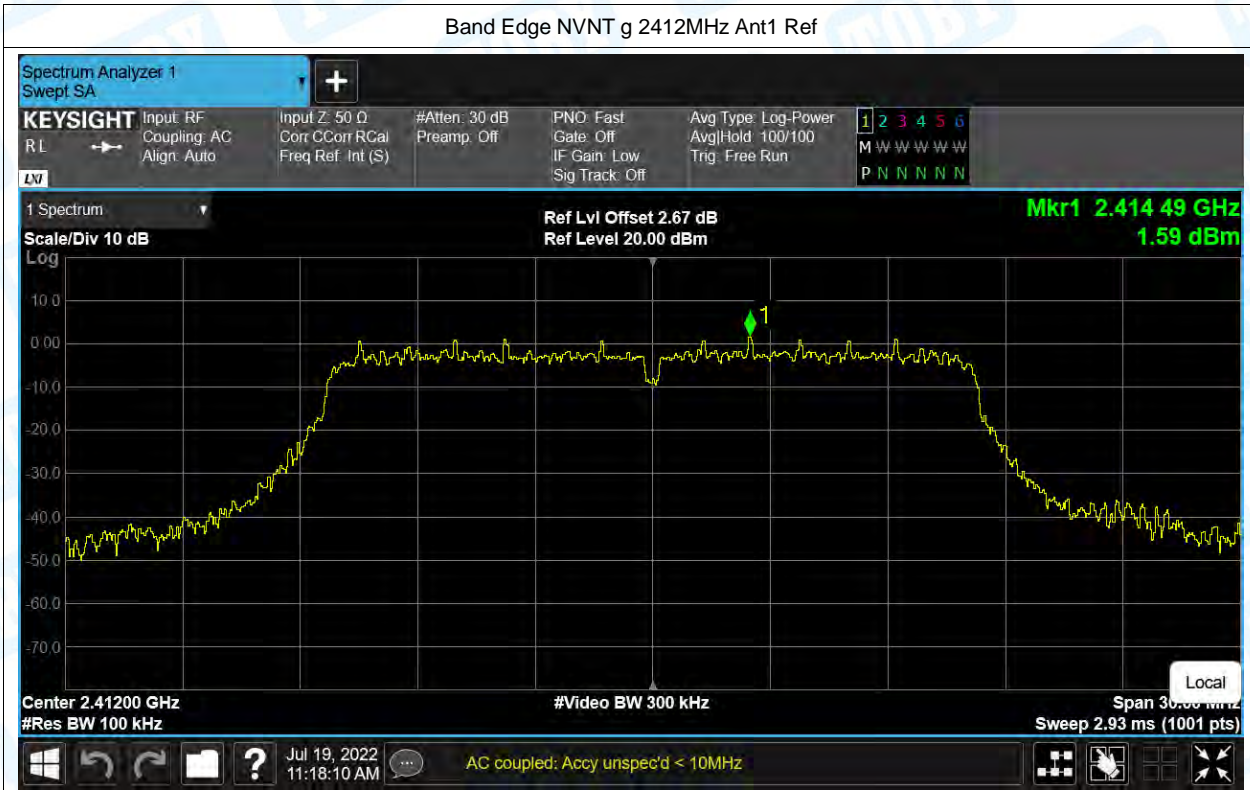 Band Edge NVNT g 2412MHz Ant1 Ref
Spectrum Analyzer 1
Swept SA
KEYSIGHT
R L
LXI
Input: RF
Coupling: AC
Align: Auto
Input Z: 50 Ω
Corr CCorr RCal
Freq Ref: Int (S)
#Atten: 30 dB
Preamp: Off
PNO: Fast
Gate: Off
IF Gain: Low
Sig Track: Off
Avg Type: Log-Power
Avg|Hold: 100/100
Trig: Free Run
1 2 3 4 5 6
M W W W W W W
P N N N N N N
1 Spectrum
Scale/Div 10 dB
Log
Ref Lvl Offset 2.67 dB
Ref Level 20.00 dBm
Mkr1 2.414 49 GHz
1.59 dBm
10.0
0.00
-10.0
-20.0
-30.0
-40.0
-50.0
-60.0
-70.0
1
Local
Center 2.41200 GHz
#Res BW 100 kHz
#Video BW 300 kHz
Span 30.00 MHz
Sweep 2.93 ms (1001 pts)
?
Jul 19, 2022
11:18:10 AM
AC coupled: Accy unspec'd < 10MHz